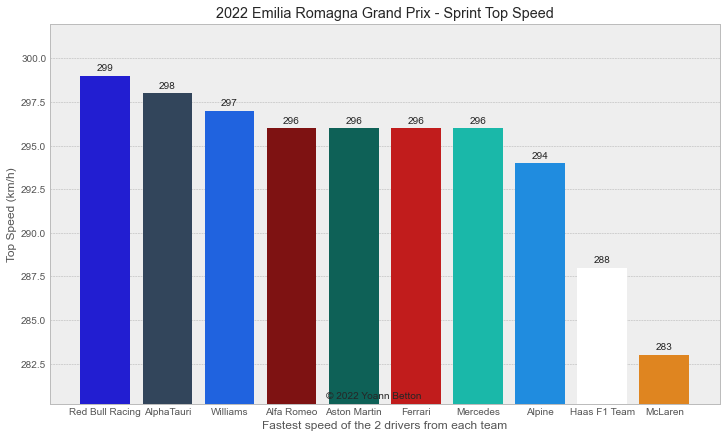 2022 Emilia Romagna Grand Prix - Sprint Top Speed
Top Speed (km/h)
300.0
297.5
295.0
292.5
290.0
287.5
285.0
282.5
299
298
297
296
296
296
296
294
288
283
© 2022 Yoann Betton
Red Bull Racing
AlphaTauri
Williams
Alfa Romeo
Aston Martin
Ferrari
Mercedes
Alpine
Haas F1 Team
McLaren
Fastest speed of the 2 drivers from each team